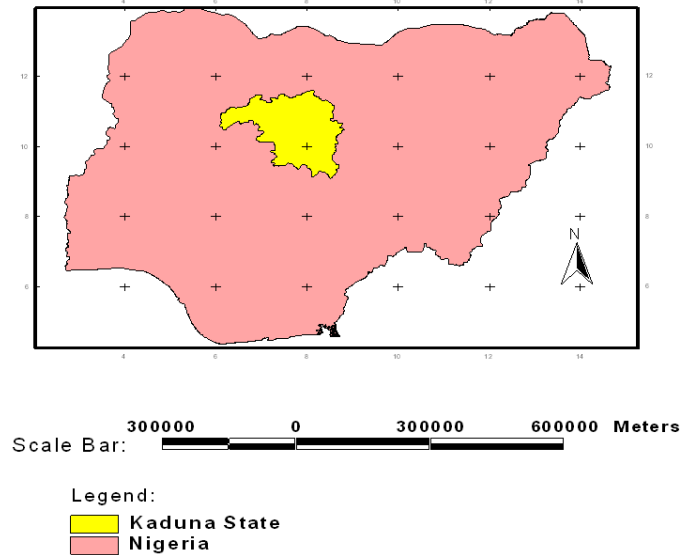 4 6 8 10 12 14
12 12
10 10
8 8
N
6 6
4 6 8 10 12 14
300000 0 300000 600000 Meters
Scale Bar:
Legend:
Kaduna State
Nigeria